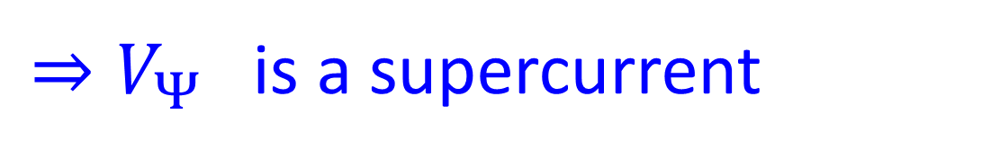 ⇒ V_Ψ is a supercurrent